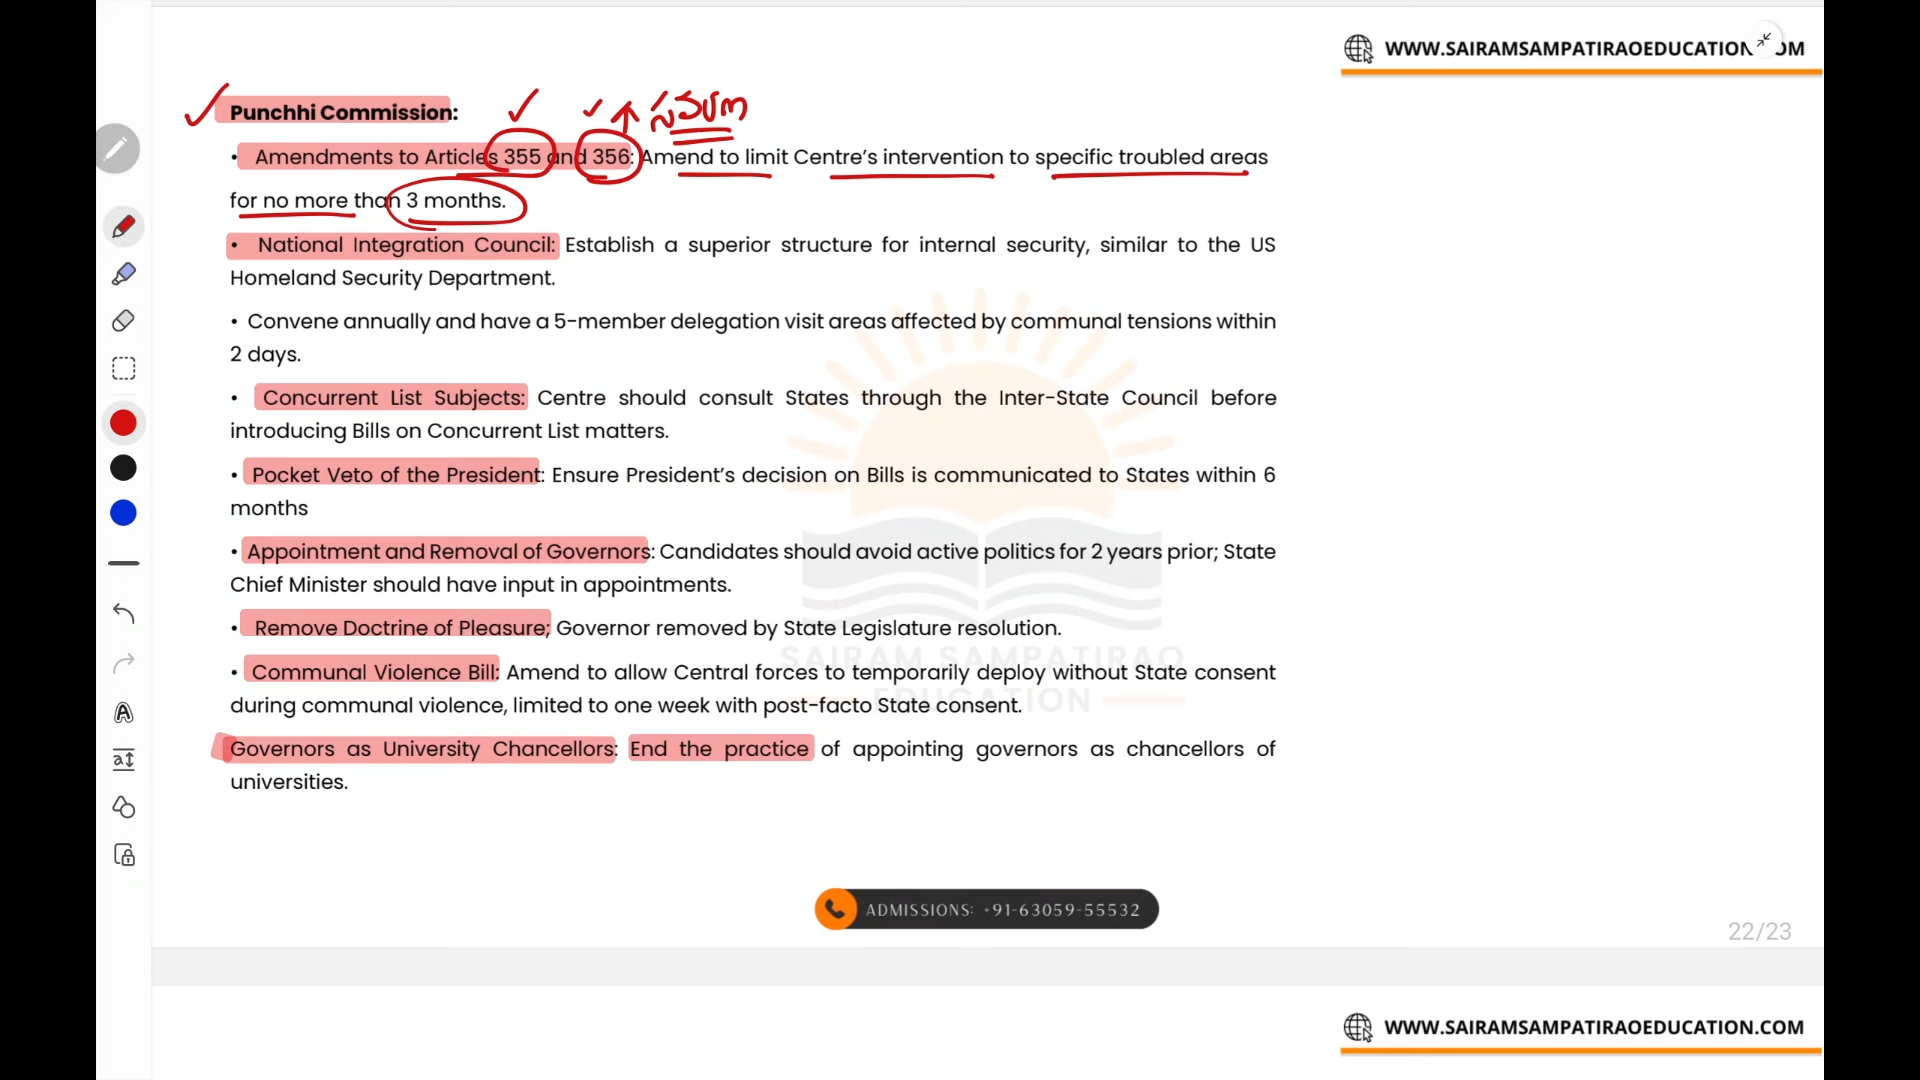 WWW.SAIRAMSAMPATIRAOEDUCATION OM
Punchhi Commission:
• Amendments to Articles 355 and 356: Amend to limit Centre's intervention to specific troubled areas
for no more than 3 months.
• National Integration Council: Establish a superior structure for internal security, similar to the US
Homeland Security Department.
• Convene annually and have a 5-member delegation visit areas affected by communal tensions within
2 days.
• Concurrent List Subjects: Centre should consult States through the Inter-State Council before
introducing Bills on Concurrent List matters.
• Pocket Veto of the President: Ensure President's decision on Bills is communicated to States within 6
months
• Appointment and Removal of Governors: Candidates should avoid active politics for 2 years prior; State
Chief Minister should have input in appointments.
• Remove Doctrine of Pleasure; Governor removed by State Legislature resolution.
• Communal Violence Bill: Amend to allow Central forces to temporarily deploy without State consent
during communal violence, limited to one week with post-facto State consent.
Governors as University Chancellors: End the practice of appointing governors as chancellors of
universities.
SAIRAM SAMPATIRAO
EDUCATION
ADMISSIONS: +91-63059-55532
22/23
WWW.SAIRAMSAMPATIRAOEDUCATION.COM